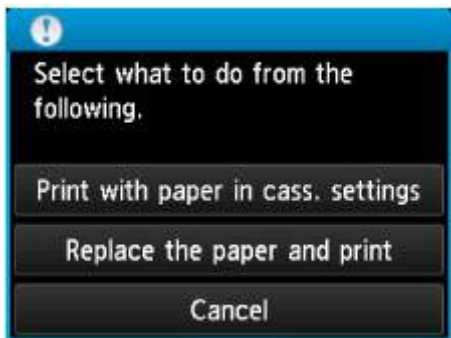 Select what to do from the
following.
Print with paper in cass. settings
Replace the paper and print
Cancel